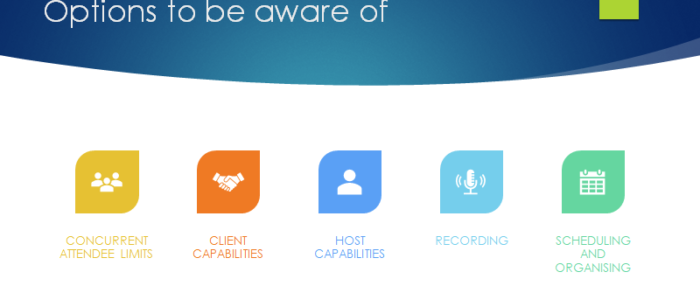 Options to be aware of
CONCURRENT
ATTENDEE LIMITS
CLIENT
CAPABILITIES
HOST
CAPABILITIES
RECORDING
SCHEDULING
AND
ORGANISING